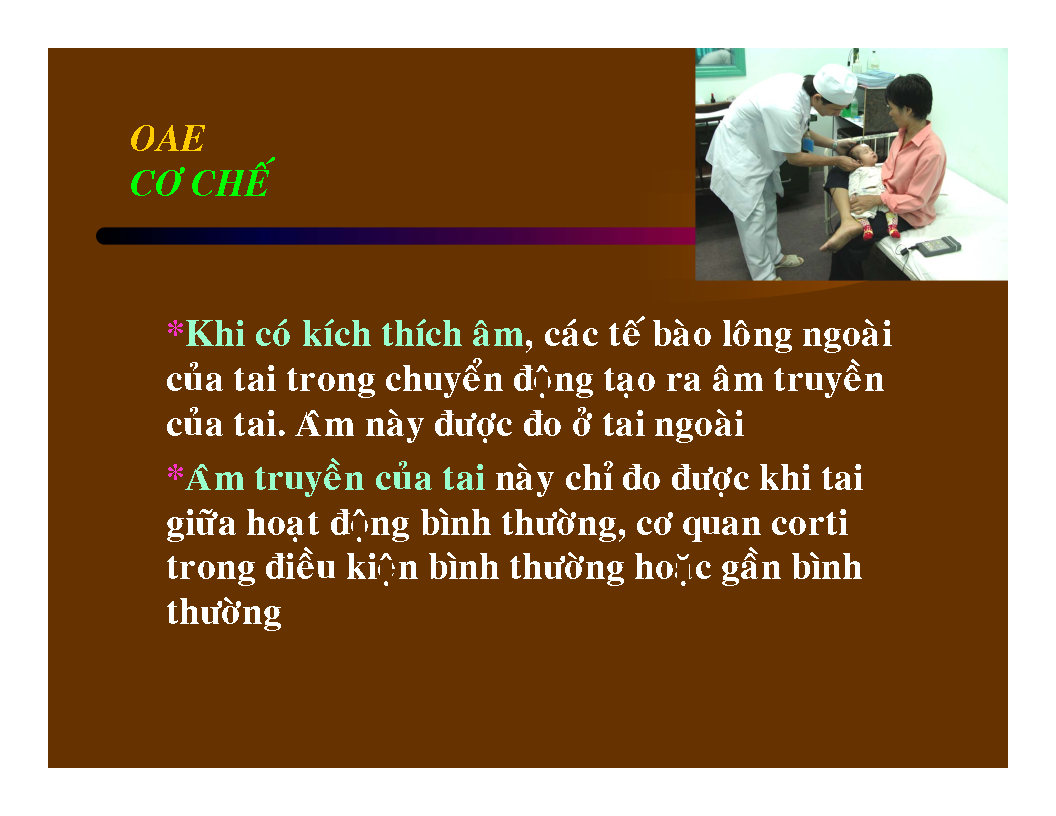 OAE
CƠ CHẾ
*Khi có kích thích âm, các tế bào lông ngoài
của tai trong chuyển động tạo ra âm truyền
của tai. Âm này được đo ở tai ngoài
*Âm truyền của tai này chỉ đo được khi tai
giữa hoạt động bình thường, cơ quan corti
trong điều kiện bình thường hoặc gần bình
thường